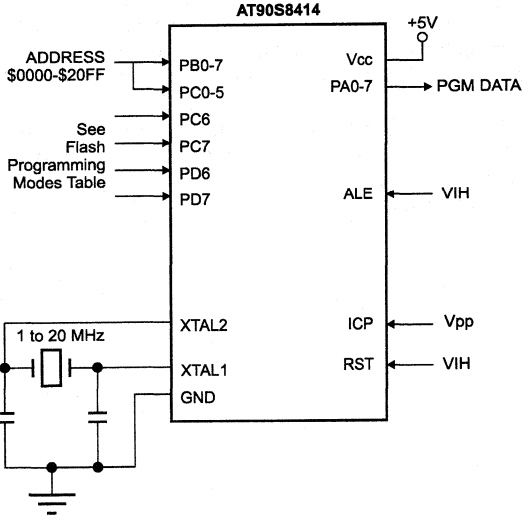 AT90S8414
+5V
ADDRESS
$0000-$20FF
PB0-7
Vcc
PC0-5
PA0-7
PGM DATA
See
Flash
Programming
Modes Table
PC6
PC7
PD6
PD7
ALE
VIH
1 to 20 MHz
XTAL2
ICP
Vpp
XTAL1
RST
VIH
GND